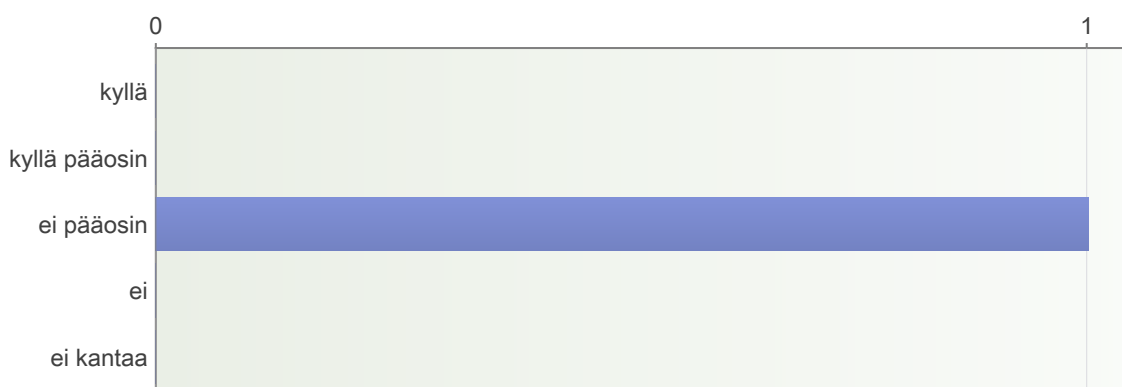 0 1
kyllä
kyllä pääosin
ei pääosin
ei
ei kantaa